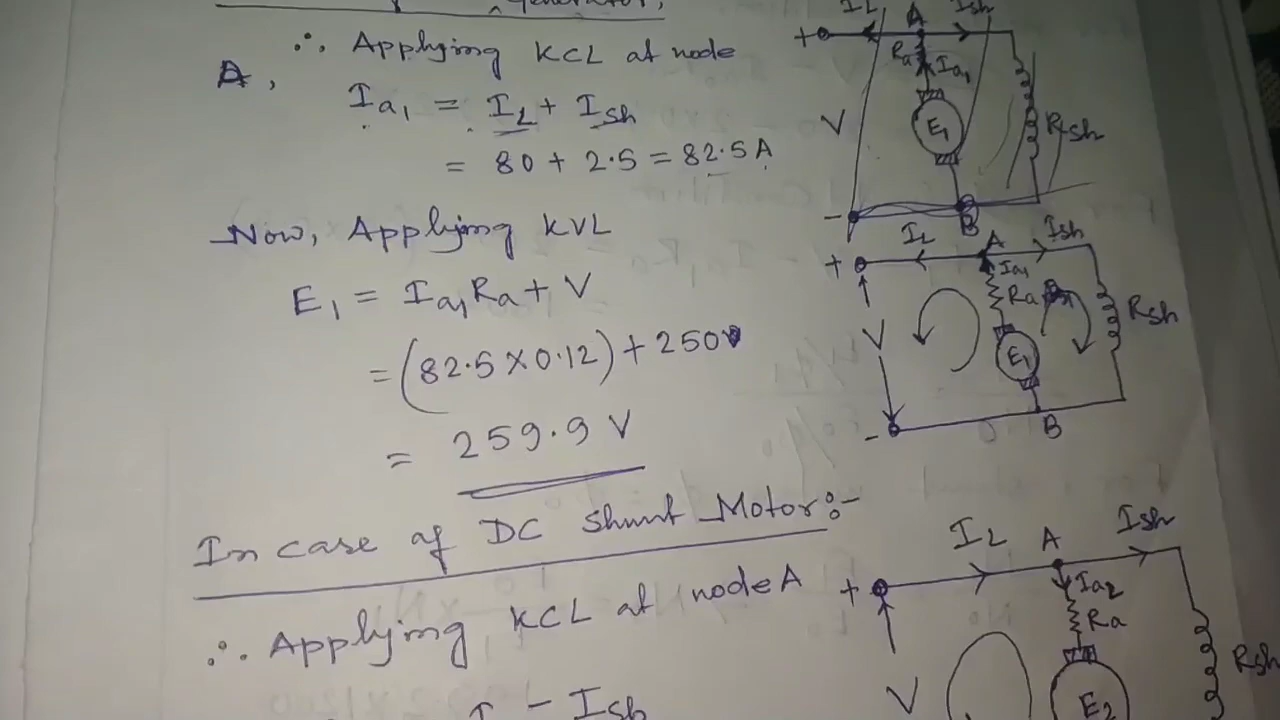 Generator,
∴ Applying KCL at node
A,
Ia1 = IL + Ish
= 80 + 2.5 = 82.5 A
Now, Applying KVL
E1 = Ia1Ra + V
= (82.5 × 0.12) + 250
= 259.9 V
In case of DC shunt Motor:-
∴ Applying KCL at node A
- Ish
IL A Ish
+
Ra Ia1
V E1 Rsh
-
B
IL A Ish
+
Ia1
Ra
V E1 Rsh
-
B
IL A Ish
+
Ia2
Ra
Rsh
V E2